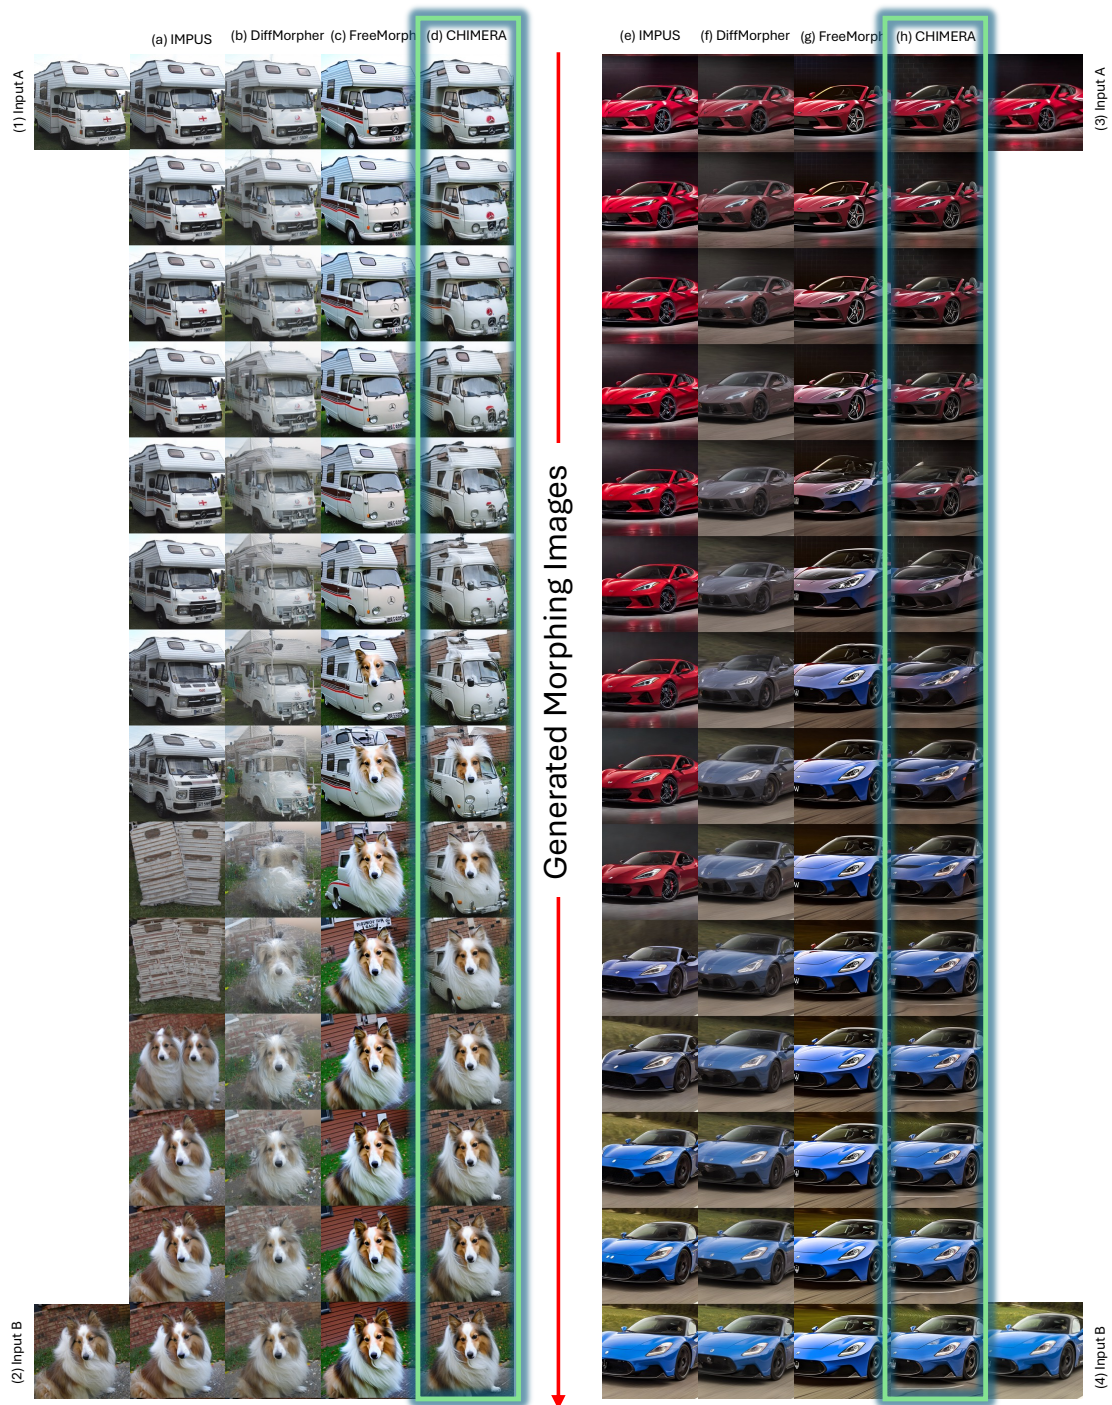 (a) IMPUS
(b) DiffMorpher
(c) FreeMorph
(d) CHIMERA
(e) IMPUS
(f) DiffMorpher
(g) FreeMorph
(h) CHIMERA
(1) Input A
(3) Input A
Generated Morphing Images
(2) Input B
(4) Input B